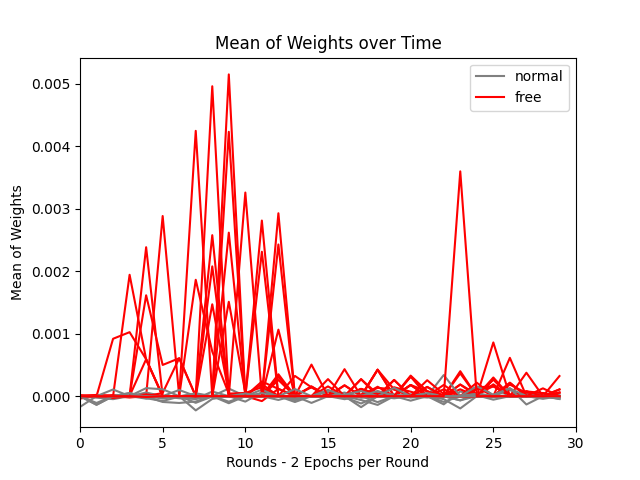 Mean of Weights over Time
normal
free
Mean of Weights
0.005
0.004
0.003
0.002
0.001
0.000
0 5 10 15 20 25 30
Rounds - 2 Epochs per Round